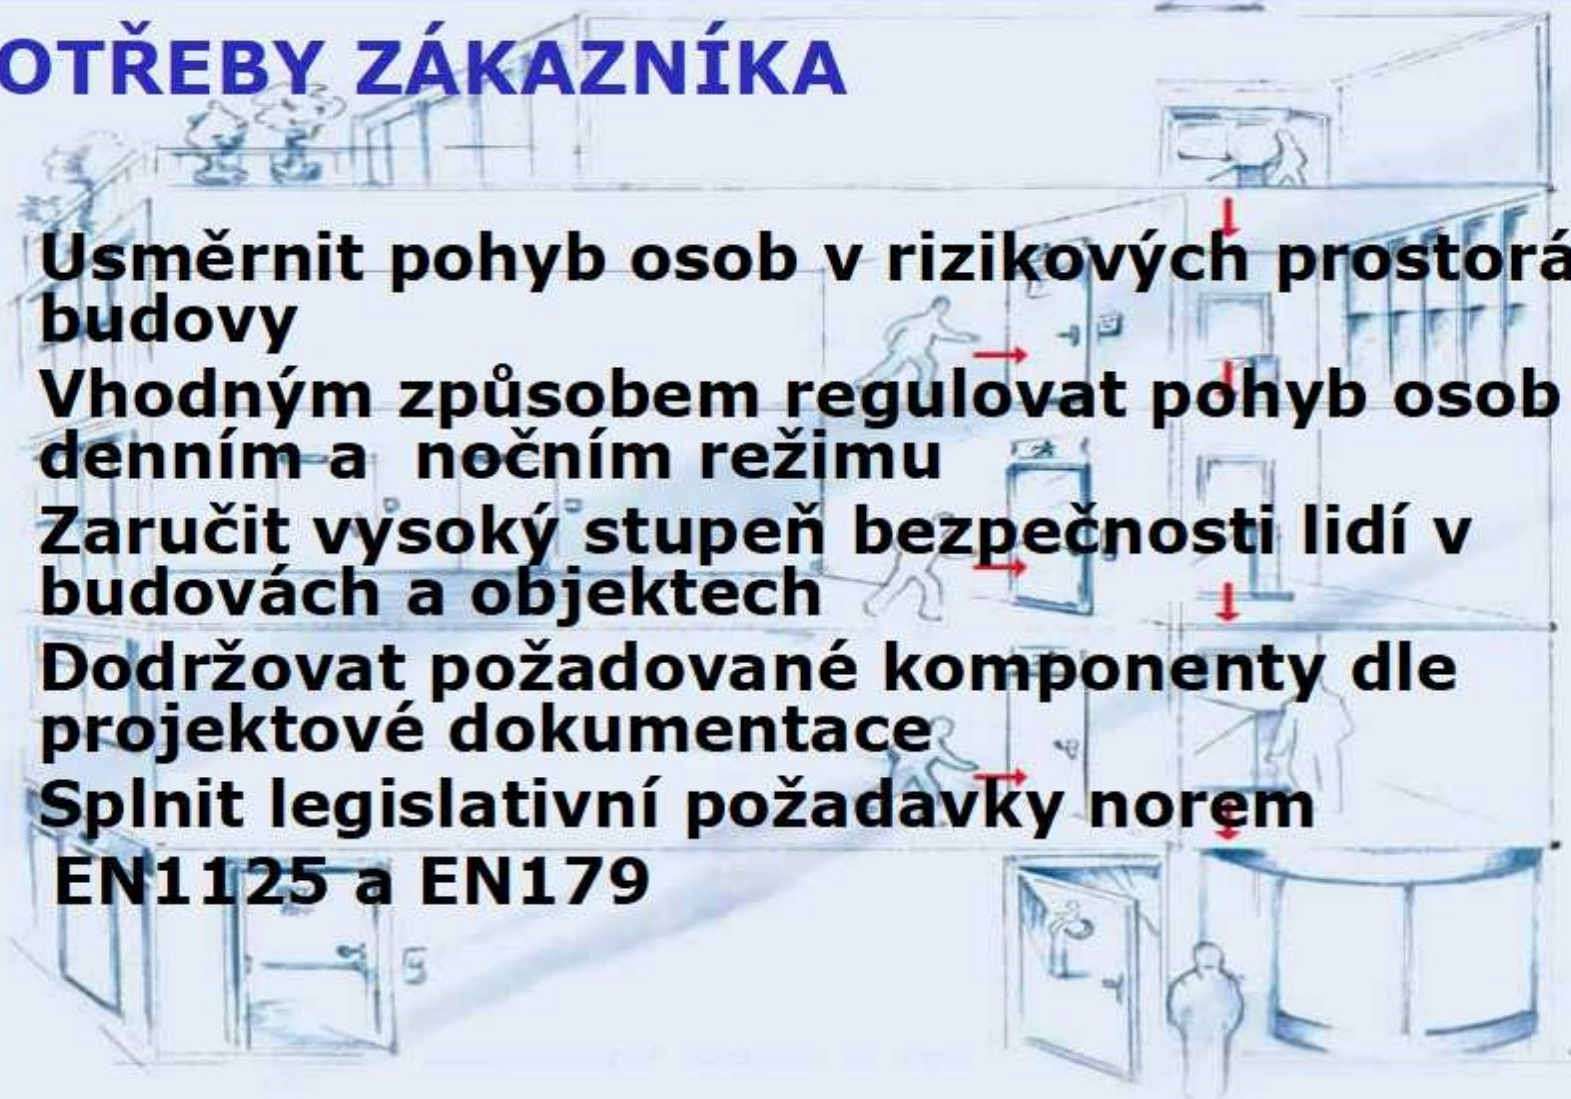 OTŘEBY ZÁKAZNÍKA
Usměrnit pohyb osob v rizikových prostorá
budovy
Vhodným způsobem regulovat pohyb osob
denním a nočním režimu
Zaručit vysoký stupeň bezpečnosti lidí v
budovách a objektech
Dodržovat požadované komponenty dle
projektové dokumentace
Splnit legislativní požadavky norem
EN1125 a EN179